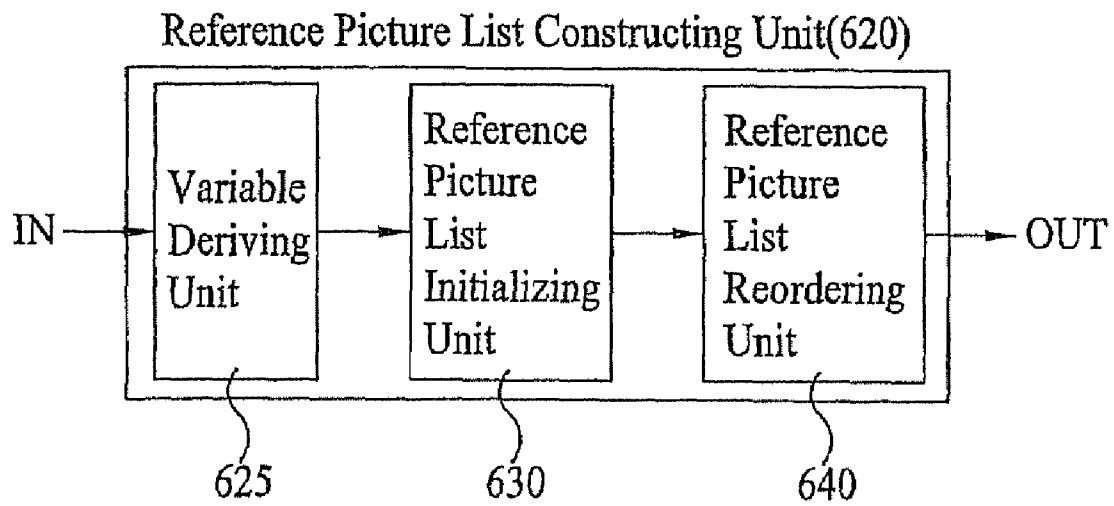 Reference Picture List Constructing Unit(620)
IN
Variable
Deriving
Unit
Reference
Picture
List
Initializing
Unit
Reference
Picture
List
Reordering
Unit
OUT
625
630
640